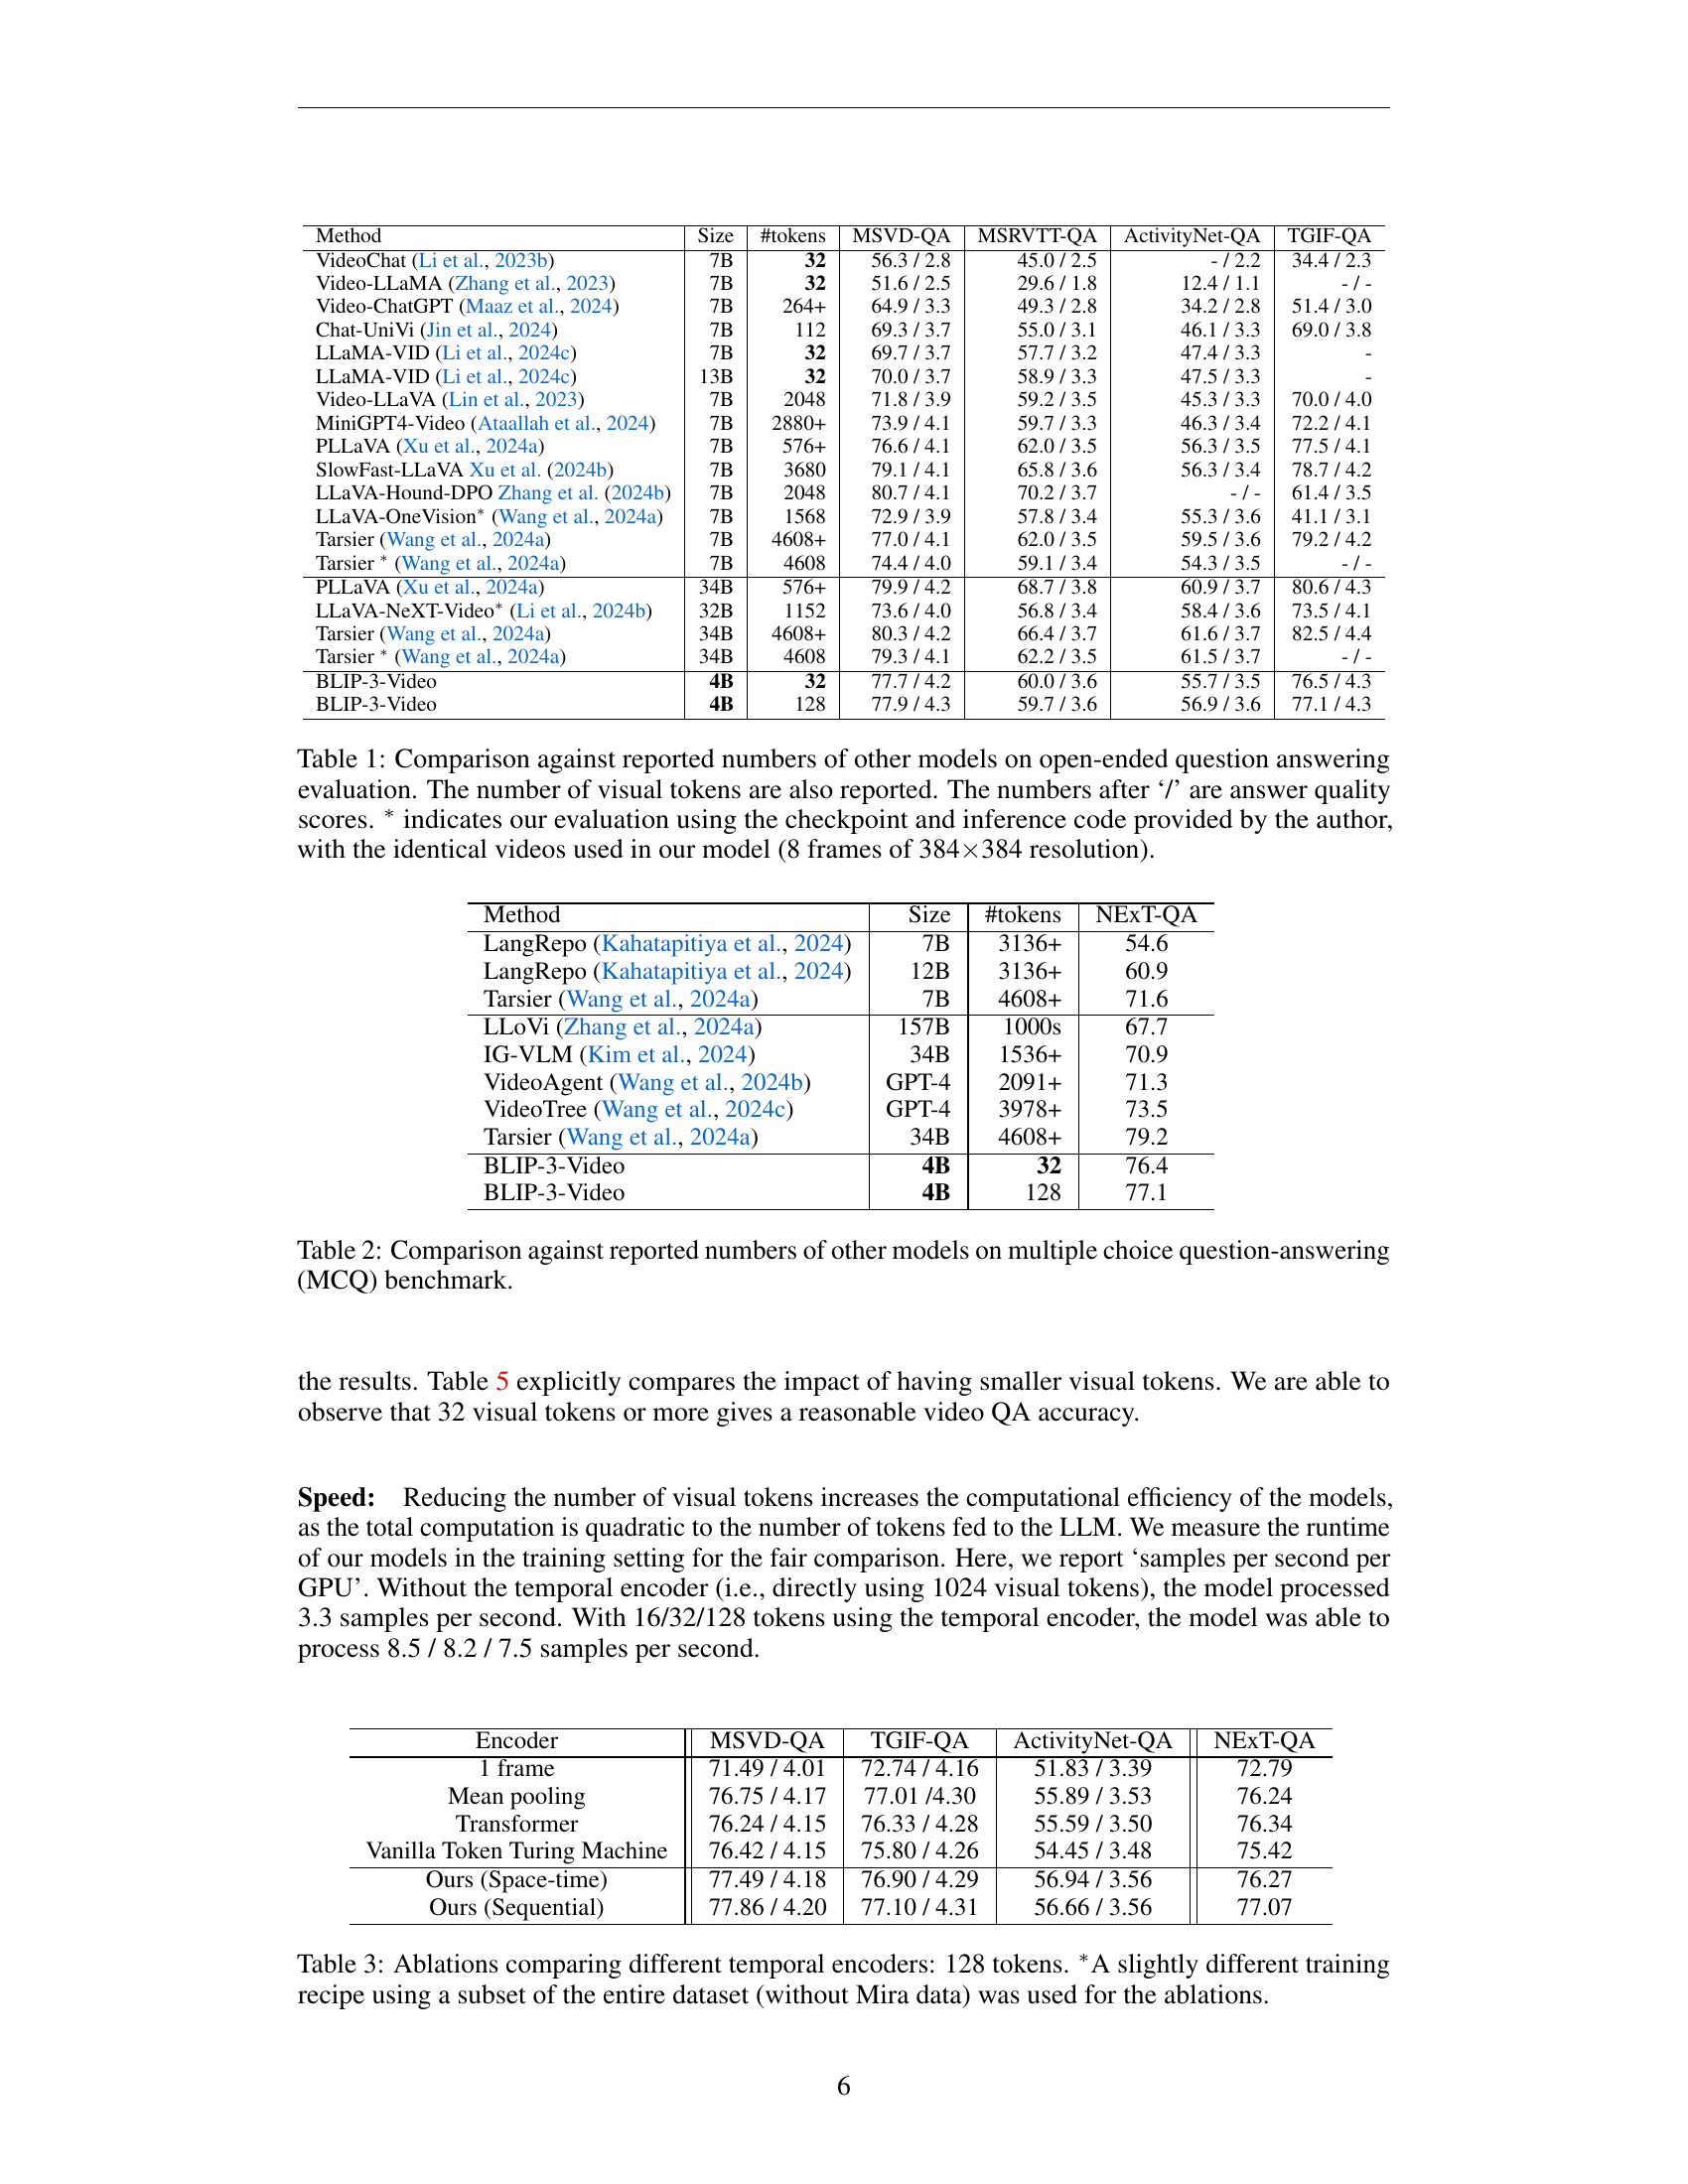 Method Size #tokens MSVD-QA MSRVTT-QA ActivityNet-QA TGIF-QA
VideoChat (Li et al., 2023b) 7B 32 56.3 / 2.8 45.0 / 2.5 - / 2.2 34.4 / 2.3
Video-LLaMA (Zhang et al., 2023) 7B 32 51.6 / 2.5 29.6 / 1.8 12.4 / 1.1 - / -
Video-ChatGPT (Maaz et al., 2024) 7B 264+ 64.9 / 3.3 49.3 / 2.8 34.2 / 2.8 51.4 / 3.0
Chat-UniVi (Jin et al., 2024) 7B 112 69.3 / 3.7 55.0 / 3.1 46.1 / 3.3 69.0 / 3.8
LLaMA-VID (Li et al., 2024c) 7B 32 69.7 / 3.7 57.7 / 3.2 47.4 / 3.3 -
LLaMA-VID (Li et al., 2024c) 13B 32 70.0 / 3.7 58.9 / 3.3 47.5 / 3.3 -
Video-LLaVA (Lin et al., 2023) 7B 2048 71.8 / 3.9 59.2 / 3.5 45.3 / 3.3 70.0 / 4.0
MiniGPT4-Video (Ataallah et al., 2024) 7B 2880+ 73.9 / 4.1 59.7 / 3.3 46.3 / 3.4 72.2 / 4.1
PLLaVA (Xu et al., 2024a) 7B 576+ 76.6 / 4.1 62.0 / 3.5 56.3 / 3.5 77.5 / 4.1
SlowFast-LLaVA Xu et al. (2024b) 7B 3680 79.1 / 4.1 65.8 / 3.6 56.3 / 3.4 78.7 / 4.2
LLaVA-Hound-DPO Zhang et al. (2024b) 7B 2048 80.7 / 4.1 70.2 / 3.7 - / - 61.4 / 3.5
LLaVA-OneVision* (Wang et al., 2024a) 7B 1568 72.9 / 3.9 57.8 / 3.4 55.3 / 3.6 41.1 / 3.1
Tarsier (Wang et al., 2024a) 7B 4608+ 77.0 / 4.1 62.0 / 3.5 59.5 / 3.6 79.2 / 4.2
Tarsier * (Wang et al., 2024a) 7B 4608 74.4 / 4.0 59.1 / 3.4 54.3 / 3.5 - / -
PLLaVA (Xu et al., 2024a) 34B 576+ 79.9 / 4.2 68.7 / 3.8 60.9 / 3.7 80.6 / 4.3
LLaVA-NeXT-Video* (Li et al., 2024b) 32B 1152 73.6 / 4.0 56.8 / 3.4 58.4 / 3.6 73.5 / 4.1
Tarsier (Wang et al., 2024a) 34B 4608+ 80.3 / 4.2 66.4 / 3.7 61.6 / 3.7 82.5 / 4.4
Tarsier * (Wang et al., 2024a) 34B 4608 79.3 / 4.1 62.2 / 3.5 61.5 / 3.7 - / -
BLIP-3-Video 4B 32 77.7 / 4.2 60.0 / 3.6 55.7 / 3.5 76.5 / 4.3
BLIP-3-Video 4B 128 77.9 / 4.3 59.7 / 3.6 56.9 / 3.6 77.1 / 4.3
Table 1: Comparison against reported numbers of other models on open-ended question answering
evaluation. The number of visual tokens are also reported. The numbers after ‘/’ are answer quality
scores. * indicates our evaluation using the checkpoint and inference code provided by the author,
with the identical videos used in our model (8 frames of 384×384 resolution).
Method Size #tokens NExT-QA
LangRepo (Kahatapitiya et al., 2024) 7B 3136+ 54.6
LangRepo (Kahatapitiya et al., 2024) 12B 3136+ 60.9
Tarsier (Wang et al., 2024a) 7B 4608+ 71.6
LLoVi (Zhang et al., 2024a) 157B 1000s 67.7
IG-VLM (Kim et al., 2024) 34B 1536+ 70.9
VideoAgent (Wang et al., 2024b) GPT-4 2091+ 71.3
VideoTree (Wang et al., 2024c) GPT-4 3978+ 73.5
Tarsier (Wang et al., 2024a) 34B 4608+ 79.2
BLIP-3-Video 4B 32 76.4
BLIP-3-Video 4B 128 77.1
Table 2: Comparison against reported numbers of other models on multiple choice question-answering
(MCQ) benchmark.
the results. Table 5 explicitly compares the impact of having smaller visual tokens. We are able to
observe that 32 visual tokens or more gives a reasonable video QA accuracy.
Speed: Reducing the number of visual tokens increases the computational efficiency of the models,
as the total computation is quadratic to the number of tokens fed to the LLM. We measure the runtime
of our models in the training setting for the fair comparison. Here, we report ‘samples per second per
GPU’. Without the temporal encoder (i.e., directly using 1024 visual tokens), the model processed
3.3 samples per second. With 16/32/128 tokens using the temporal encoder, the model was able to
process 8.5 / 8.2 / 7.5 samples per second.
Encoder MSVD-QA TGIF-QA ActivityNet-QA NExT-QA
1 frame 71.49 / 4.01 72.74 / 4.16 51.83 / 3.39 72.79
Mean pooling 76.75 / 4.17 77.01 /4.30 55.89 / 3.53 76.24
Transformer 76.24 / 4.15 76.33 / 4.28 55.59 / 3.50 76.34
Vanilla Token Turing Machine 76.42 / 4.15 75.80 / 4.26 54.45 / 3.48 75.42
Ours (Space-time) 77.49 / 4.18 76.90 / 4.29 56.94 / 3.56 76.27
Ours (Sequential) 77.86 / 4.20 77.10 / 4.31 56.66 / 3.56 77.07
Table 3: Ablations comparing different temporal encoders: 128 tokens. *A slightly different training
recipe using a subset of the entire dataset (without Mira data) was used for the ablations.
6